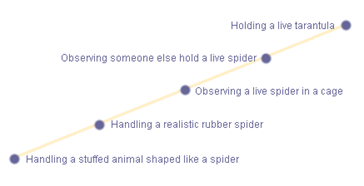 Holding a live tarantula
Observing someone else hold a live spider
Observing a live spider in a cage
Handling a realistic rubber spider
Handling a stuffed animal shaped like a spider